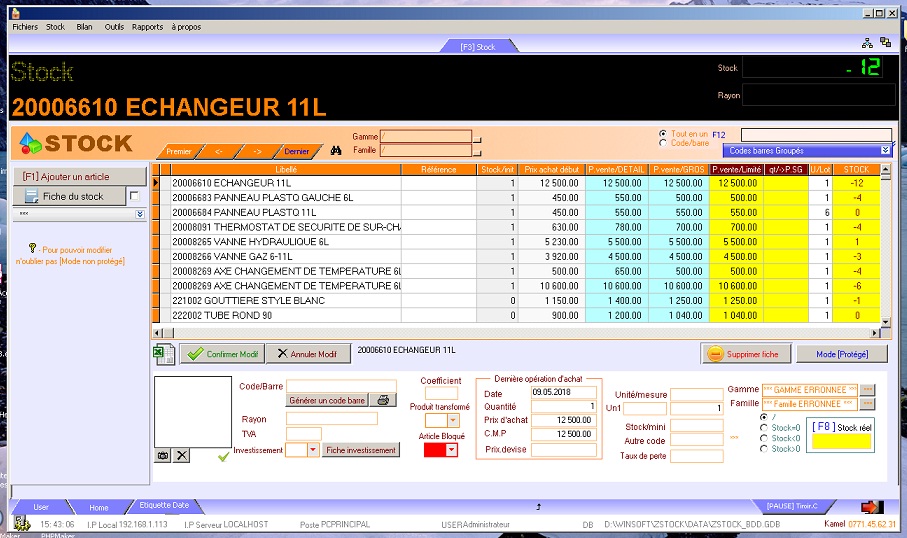 Fichiers Stock Bilan Outils Rapports à propos
[F3] Stock
Stock
Stock -12
Rayon
20006610 ECHANGEUR 11L
STOCK
Premier <- -> Dernier
Gamme /
Famille /
Tout en un F12
Code/barre
Codes barres Groupés
[F1] Ajouter un article
Fiche du stock
***
? - Pour pouvoir modifier
n'oublier pas [Mode non protégé]
Libellé Référence Stock/init Prix achat début P.vente/DETAIL P.vente/GROS P.vente/Limité qt/->P.SG U/Lot STOCK
20006610 ECHANGEUR 11L 1 12 500.00 12 500.00 12 500.00 12 500.00 1 -12
20006683 PANNEAU PLASTO GAUCHE 6L 1 450.00 550.00 550.00 550.00 1 -4
20006684 PANNEAU PLASTO 11L 1 450.00 550.00 550.00 550.00 6 0
20008091 THERMOSTAT DE SECURITE DE SUR-CH 1 630.00 780.00 700.00 700.00 1 -4
20008265 VANNE HYDRAULIQUE 6L 1 5 230.00 5 500.00 5 500.00 5 500.00 1 1
20008266 VANNE GAZ 6-11L 1 3 920.00 4 500.00 4 500.00 4 500.00 1 -3
20008269 AXE CHANGEMENT DE TEMPERATURE 6L 1 500.00 650.00 500.00 500.00 1 -4
20008269 AXE CHANGEMENT DE TEMPERATURE 6L 1 10 600.00 10 600.00 10 600.00 10 600.00 1 -6
221002 GOUTTIERE STYLE BLANC 0 1 150.00 1 400.00 1 250.00 1 250.00 1 -1
222002 TUBE ROND 90 0 900.00 1 200.00 1 040.00 1 040.00 1 0
Confirmer Modif Annuler Modif 20006610 ECHANGEUR 11L Supprimer fiche Mode [Protégé]
Code/Barre
Générer un code barre
Rayon
TVA
Investissement Fiche investissement
Coefficient
Produit transformé
Article Bloqué
Dernière opération d'achat
Date 09.05.2018
Quantité 1
Prix d'achat 12 500.00
C.M.P 12 500.00
Prix.devise
Unité/mesure
Un1 1
Stock/mini
Autre code ***
Taux de perte
Gamme *** GAMME ERRONNEE *** ***
Famille *** Famille ERRONNEE *** ***
/
Stock=0
Stock<0
Stock>0
[ F8 ] Stock réel
User Home Etiquette Date [PAUSE] Tiroir.C
15:43:06 I.P Local 192.168.1.113 I.P Serveur LOCALHOST Poste PCPRINCIPAL USER Administrateur DB D:\WINSOFT\ZSTOCK\DATA\ZSTOCK_BDD.GDB Kamel 0771.45.62.31
PHPMaker